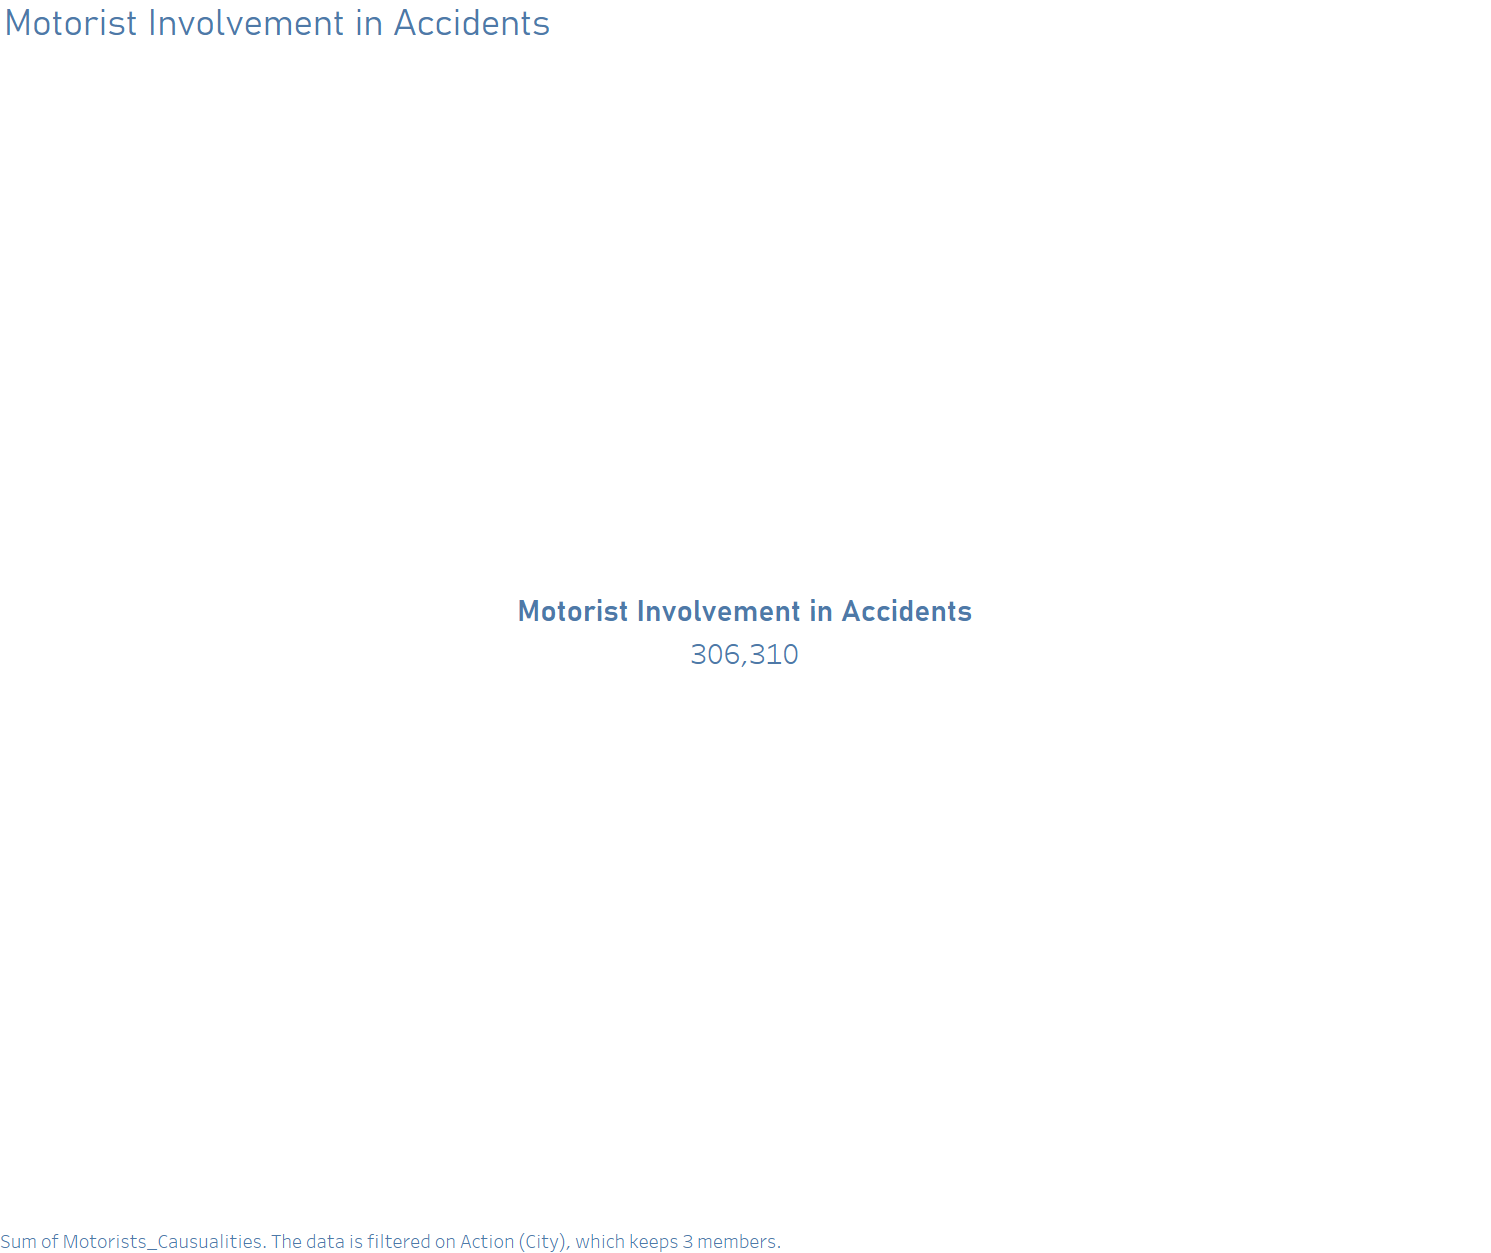 Motorist Involvement in Accidents
Motorist Involvement in Accidents
306,310
Sum of Motorists_Causualities. The data is filtered on Action (City), which keeps 3 members.